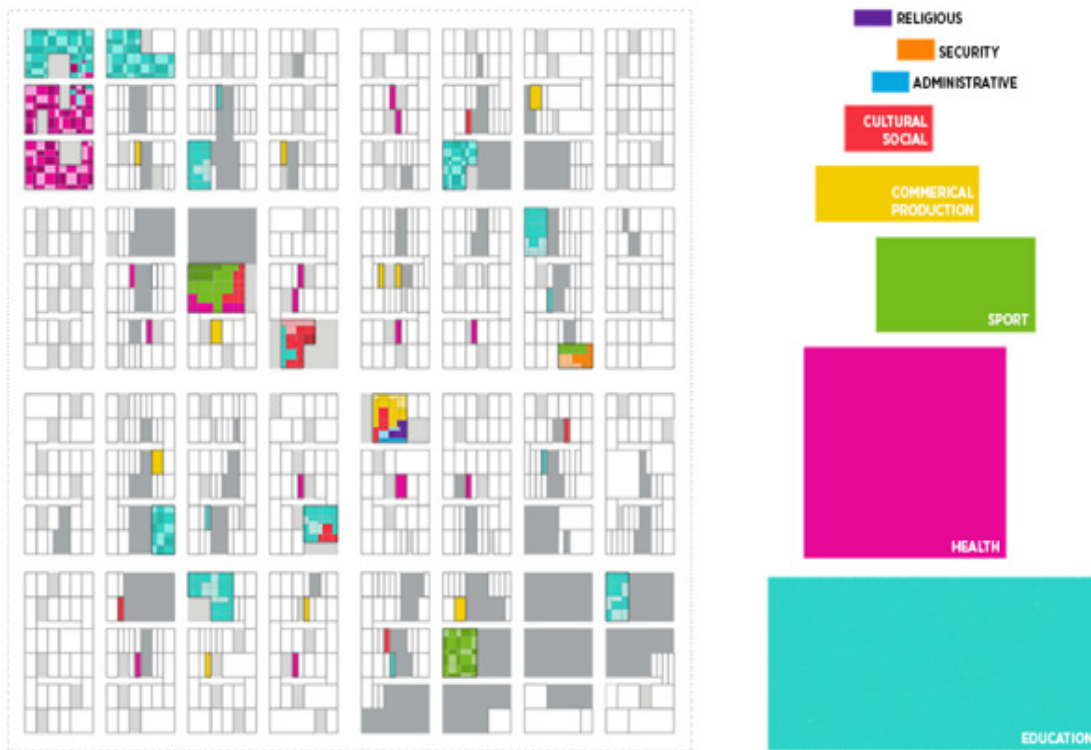 RELIGIOUS
SECURITY
ADMINISTRATIVE
CULTURAL
SOCIAL
COMMERICAL
PRODUCTION
SPORT
HEALTH
EDUCATION